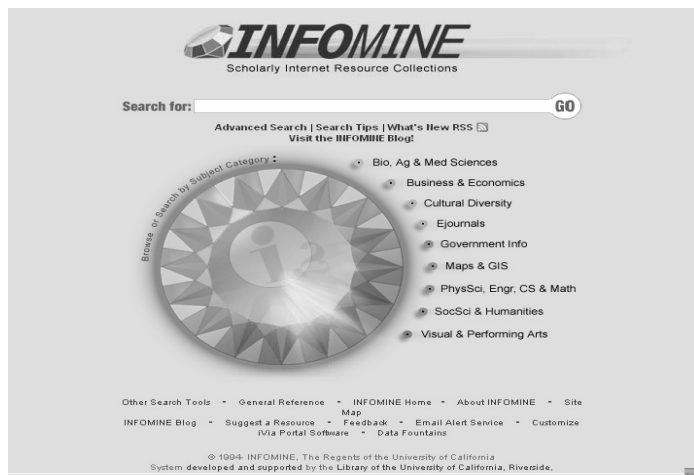 INFOMINE
Scholarly Internet Resource Collections
Search for: GO
Advanced Search | Search Tips | What's New RSS
Visit the INFOMINE Blog!
Browse or Search by Subject Category :
Bio, Ag & Med Sciences
Business & Economics
Cultural Diversity
Ejournals
Government Info
Maps & GIS
PhysSci, Engr, CS & Math
SocSci & Humanities
Visual & Performing Arts
i
Other Search Tools - General Reference - INFOMINE Home - About INFOMINE - Site
Map
INFOMINE Blog - Suggest a Resource - Feedback - Email Alert Service - Customize
iVia Portal Software - Data Fountains
© 1994- INFOMINE, The Regents of the University of California
System developed and supported by the Library of the University of California, Riverside,